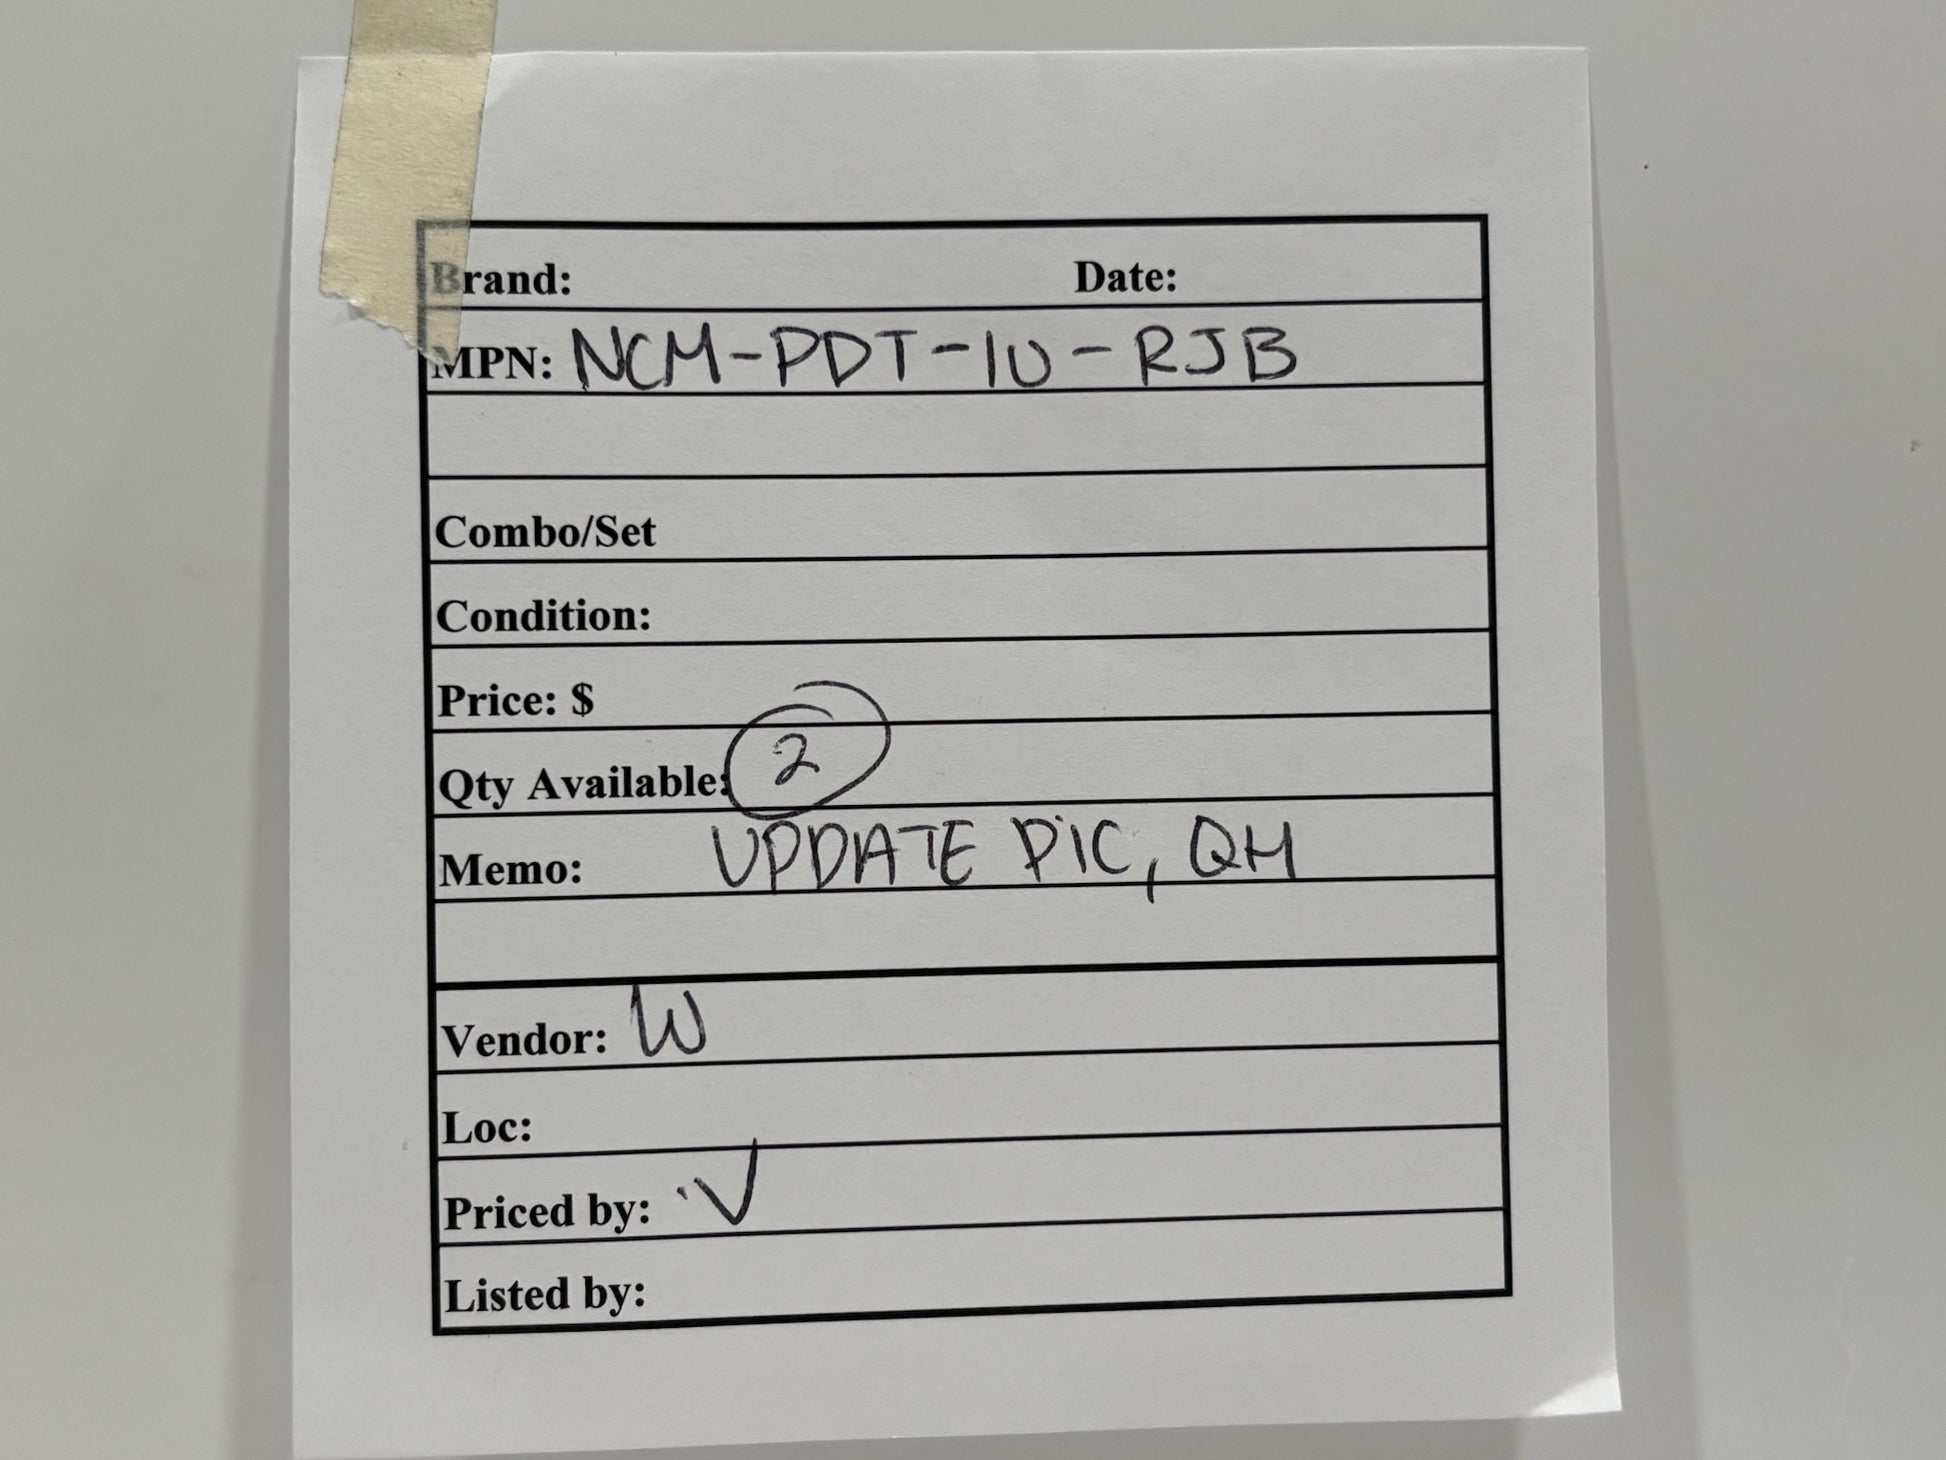 Brand: Date:
MPN: NCM-PDT-1U-RJB
Combo/Set
Condition:
Price: $
Qty Available: 2
Memo: UPDATE PIC, QH
Vendor: W
Loc:
Priced by: V
Listed by: